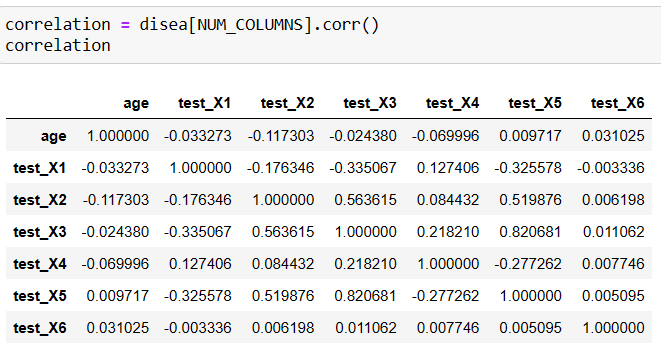 correlation = disea[NUM_COLUMNS].corr()
correlation
age test_X1 test_X2 test_X3 test_X4 test_X5 test_X6
age 1.000000 -0.033273 -0.117303 -0.024380 -0.069996 0.009717 0.031025
test_X1 -0.033273 1.000000 -0.176346 -0.335067 0.127406 -0.325578 -0.003336
test_X2 -0.117303 -0.176346 1.000000 0.563615 0.084432 0.519876 0.006198
test_X3 -0.024380 -0.335067 0.563615 1.000000 0.218210 0.820681 0.011062
test_X4 -0.069996 0.127406 0.084432 0.218210 1.000000 -0.277262 0.007746
test_X5 0.009717 -0.325578 0.519876 0.820681 -0.277262 1.000000 0.005095
test_X6 0.031025 -0.003336 0.006198 0.011062 0.007746 0.005095 1.000000